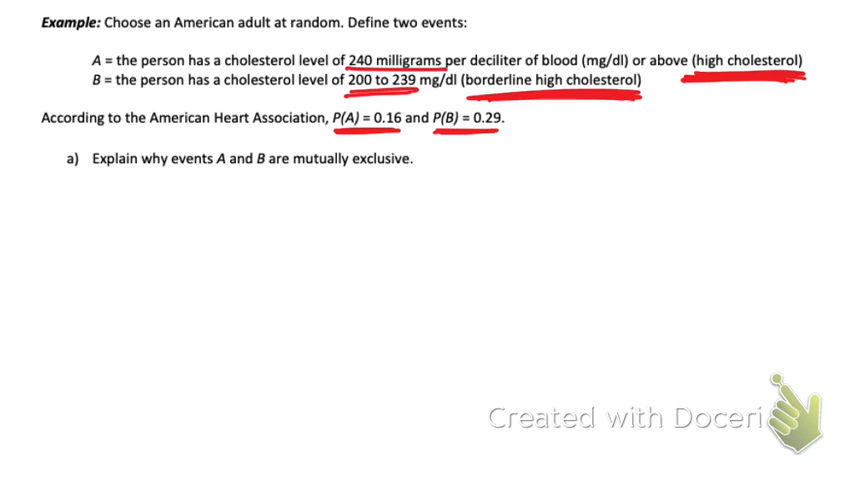 Example: Choose an American adult at random. Define two events:
A = the person has a cholesterol level of 240 milligrams per deciliter of blood (mg/dl) or above (high cholesterol)
B = the person has a cholesterol level of 200 to 239 mg/dl (borderline high cholesterol)
According to the American Heart Association, P(A) = 0.16 and P(B) = 0.29.
a) Explain why events A and B are mutually exclusive.
Created with Doceri